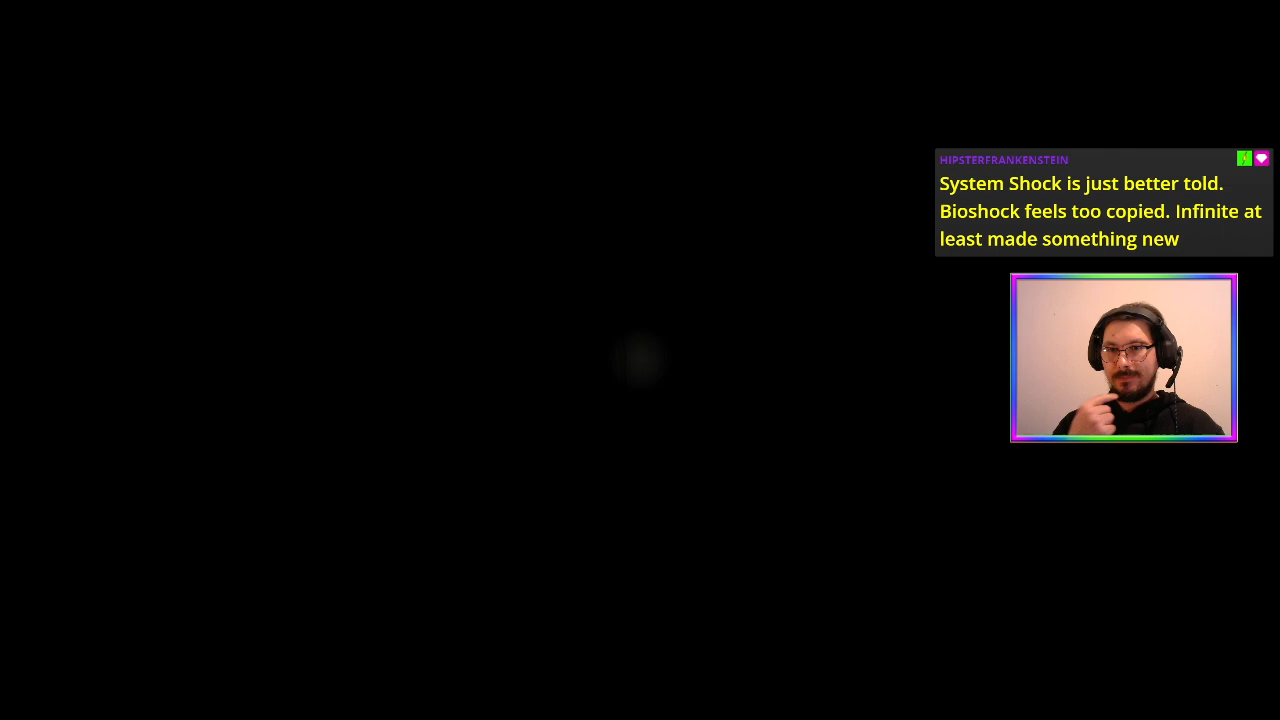 HIPSTERFRANKENSTEIN
System Shock is just better told.
Bioshock feels too copied. Infinite at
least made something new